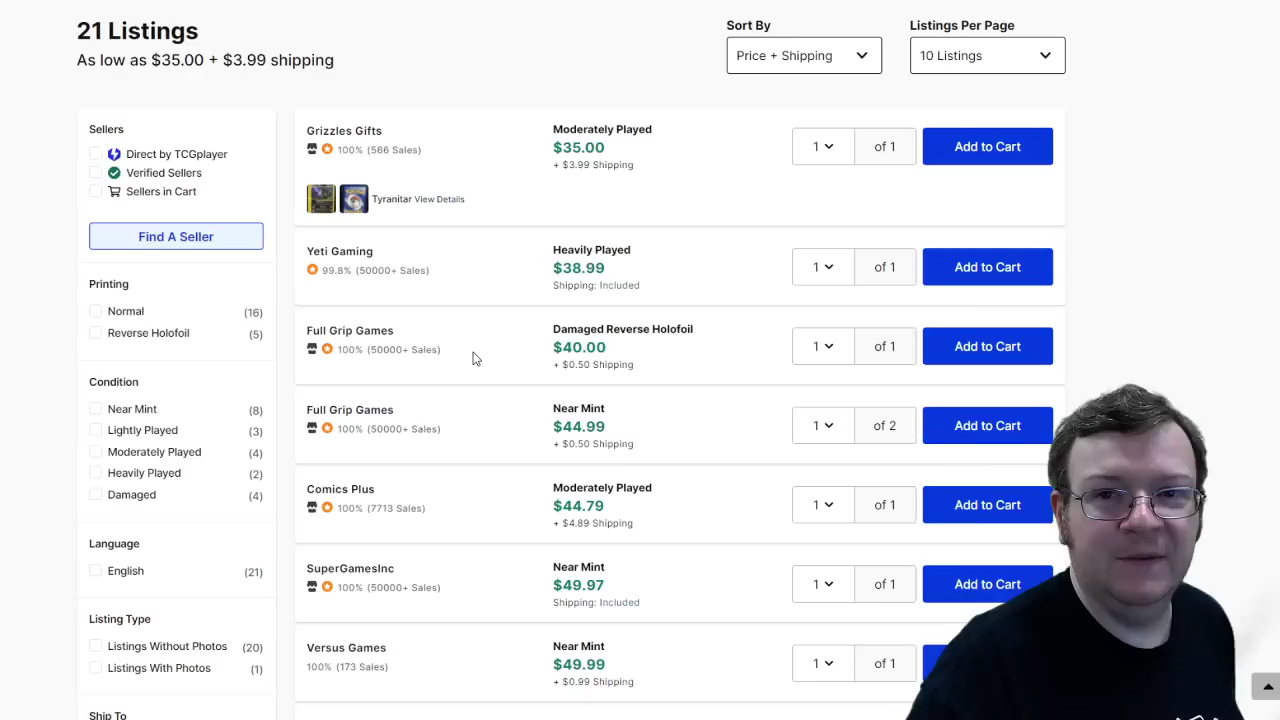 21 Listings
As low as $35.00 + $3.99 shipping
Sort By
Price + Shipping
Listings Per Page
10 Listings
Sellers
Direct by TCGplayer
Verified Sellers
Sellers in Cart
Find A Seller
Printing
Normal (16)
Reverse Holofoil (5)
Condition
Near Mint (8)
Lightly Played (3)
Moderately Played (4)
Heavily Played (2)
Damaged (4)
Language
English (21)
Listing Type
Listings Without Photos (20)
Listings With Photos (1)
Ship To
Grizzles Gifts
100% (566 Sales)
Tyranitar View Details
Moderately Played
$35.00
+ $3.99 Shipping
1 of 1 Add to Cart
Yeti Gaming
99.8% (50000+ Sales)
Heavily Played
$38.99
Shipping: Included
1 of 1 Add to Cart
Full Grip Games
100% (50000+ Sales)
Damaged Reverse Holofoil
$40.00
+ $0.50 Shipping
1 of 1 Add to Cart
Full Grip Games
100% (50000+ Sales)
Near Mint
$44.99
+ $0.50 Shipping
1 of 2 Add to Cart
Comics Plus
100% (7713 Sales)
Moderately Played
$44.79
+ $4.89 Shipping
1 of 1 Add to Cart
SuperGamesInc
100% (50000+ Sales)
Near Mint
$49.97
Shipping: Included
1 of 1 Add to Cart
Versus Games
100% (173 Sales)
Near Mint
$49.99
+ $0.99 Shipping
1 of 1